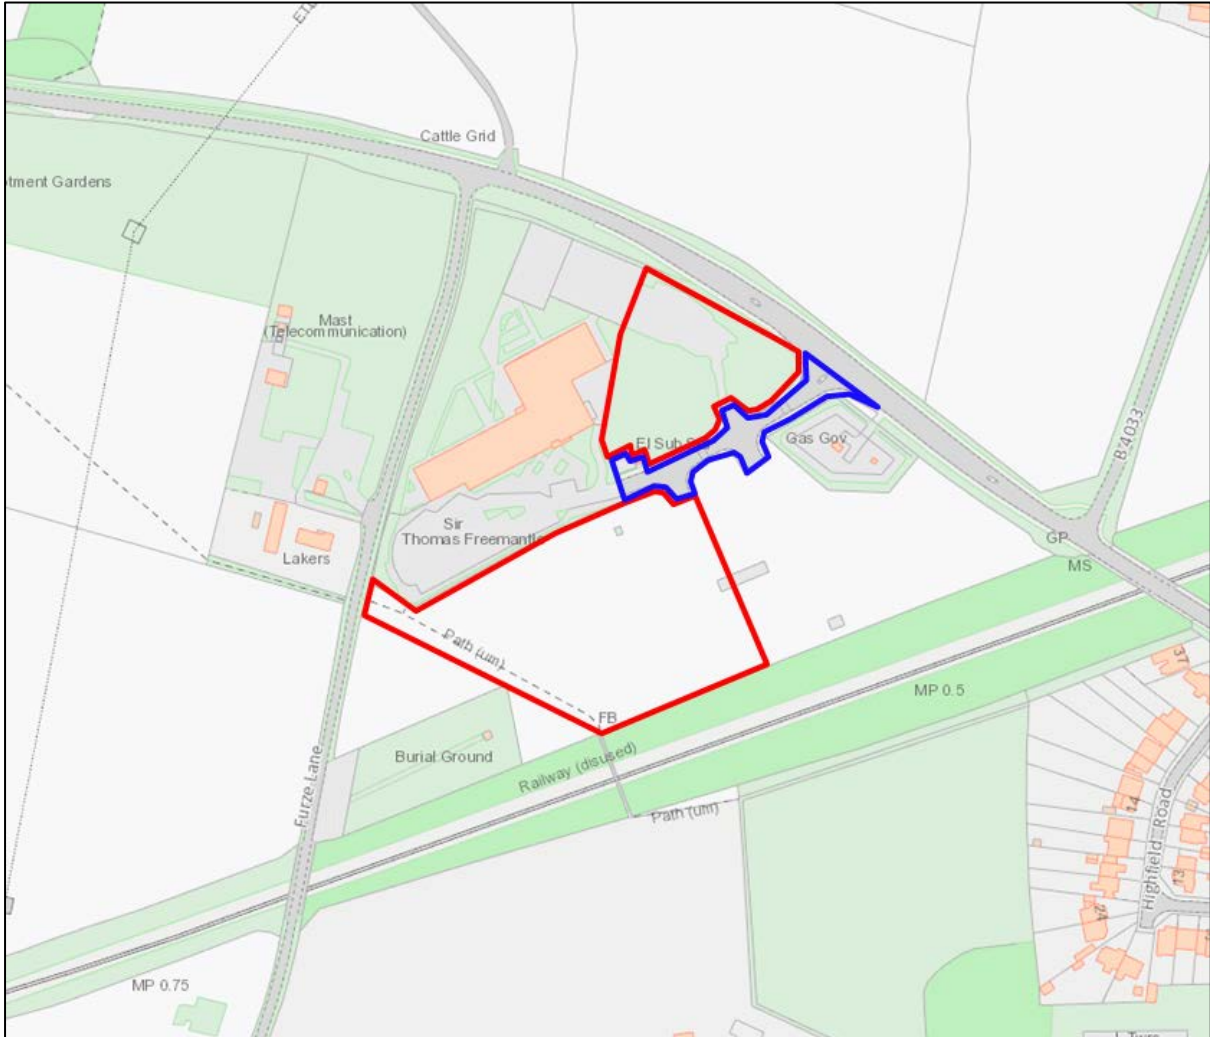 ETL
Cattle Grid
tment Gardens
Mast
(Telecommunication)
B 4033
El Sub S
Gas Gov
Sir
Thomas Freemantle
Lakers
GP
MS
Path (um)
37
MP 0.5
FB
Burial Ground
Railway (disused)
Furze Lane
14
Path (um)
Highfield Road
13
24
MP 0.75